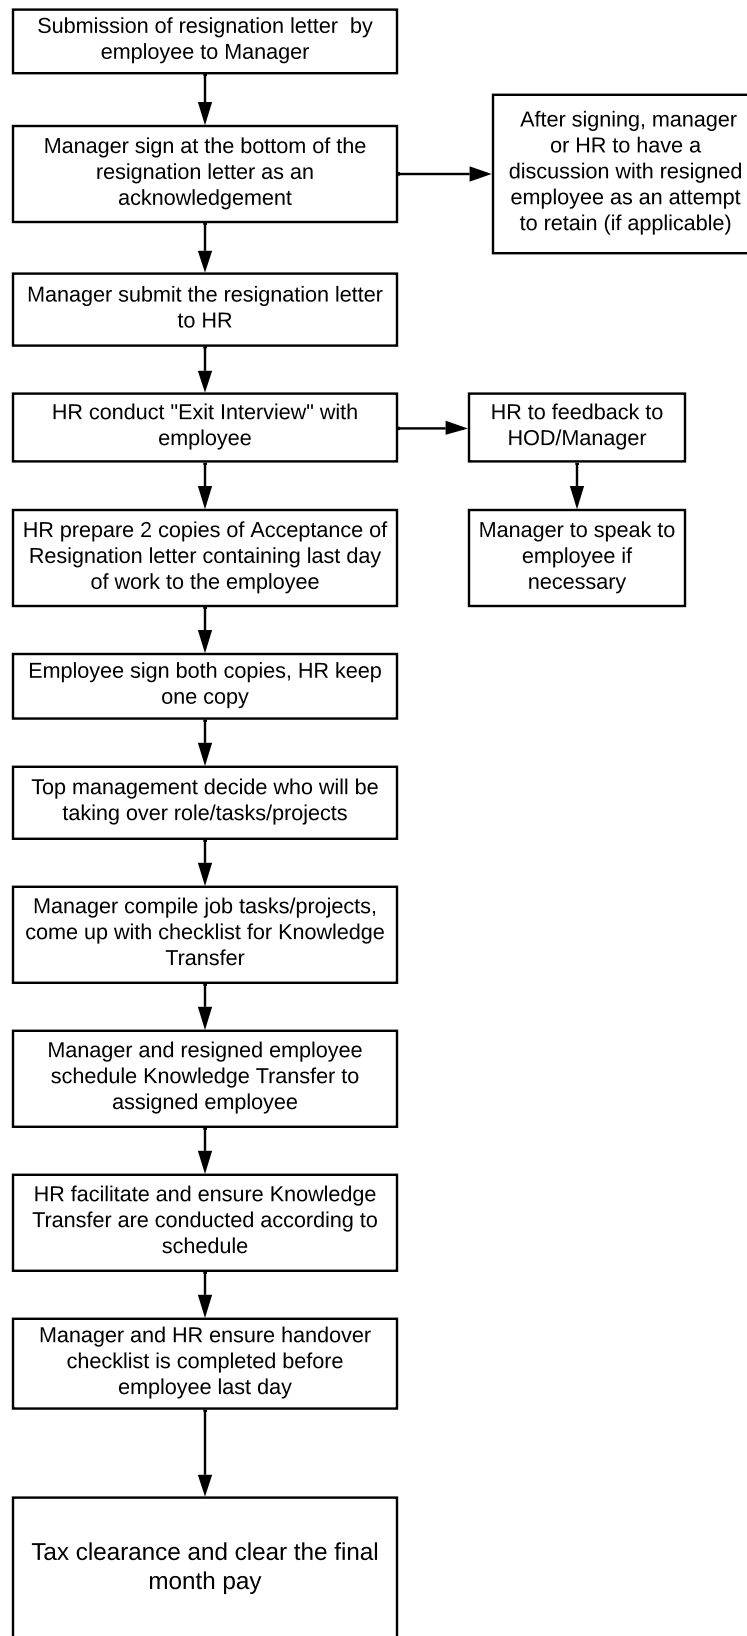 Submission of resignation letter  by
employee to Manager
Manager sign at the bottom of the
resignation letter as an
acknowledgement
After signing, manager
or HR to have a
discussion with resigned
employee as an attempt
to retain (if applicable)
Manager submit the resignation letter
to HR
HR conduct "Exit Interview" with
employee
HR to feedback to
HOD/Manager
HR prepare 2 copies of Acceptance of
Resignation letter containing last day
of work to the employee
Manager to speak to
employee if
necessary
Employee sign both copies, HR keep
one copy
Top management decide who will be
taking over role/tasks/projects
Manager compile job tasks/projects,
come up with checklist for Knowledge
Transfer
Manager and resigned employee
schedule Knowledge Transfer to
assigned employee
HR facilitate and ensure Knowledge
Transfer are conducted according to
schedule
Manager and HR ensure handover
checklist is completed before
employee last day
Tax clearance and clear the final
month pay